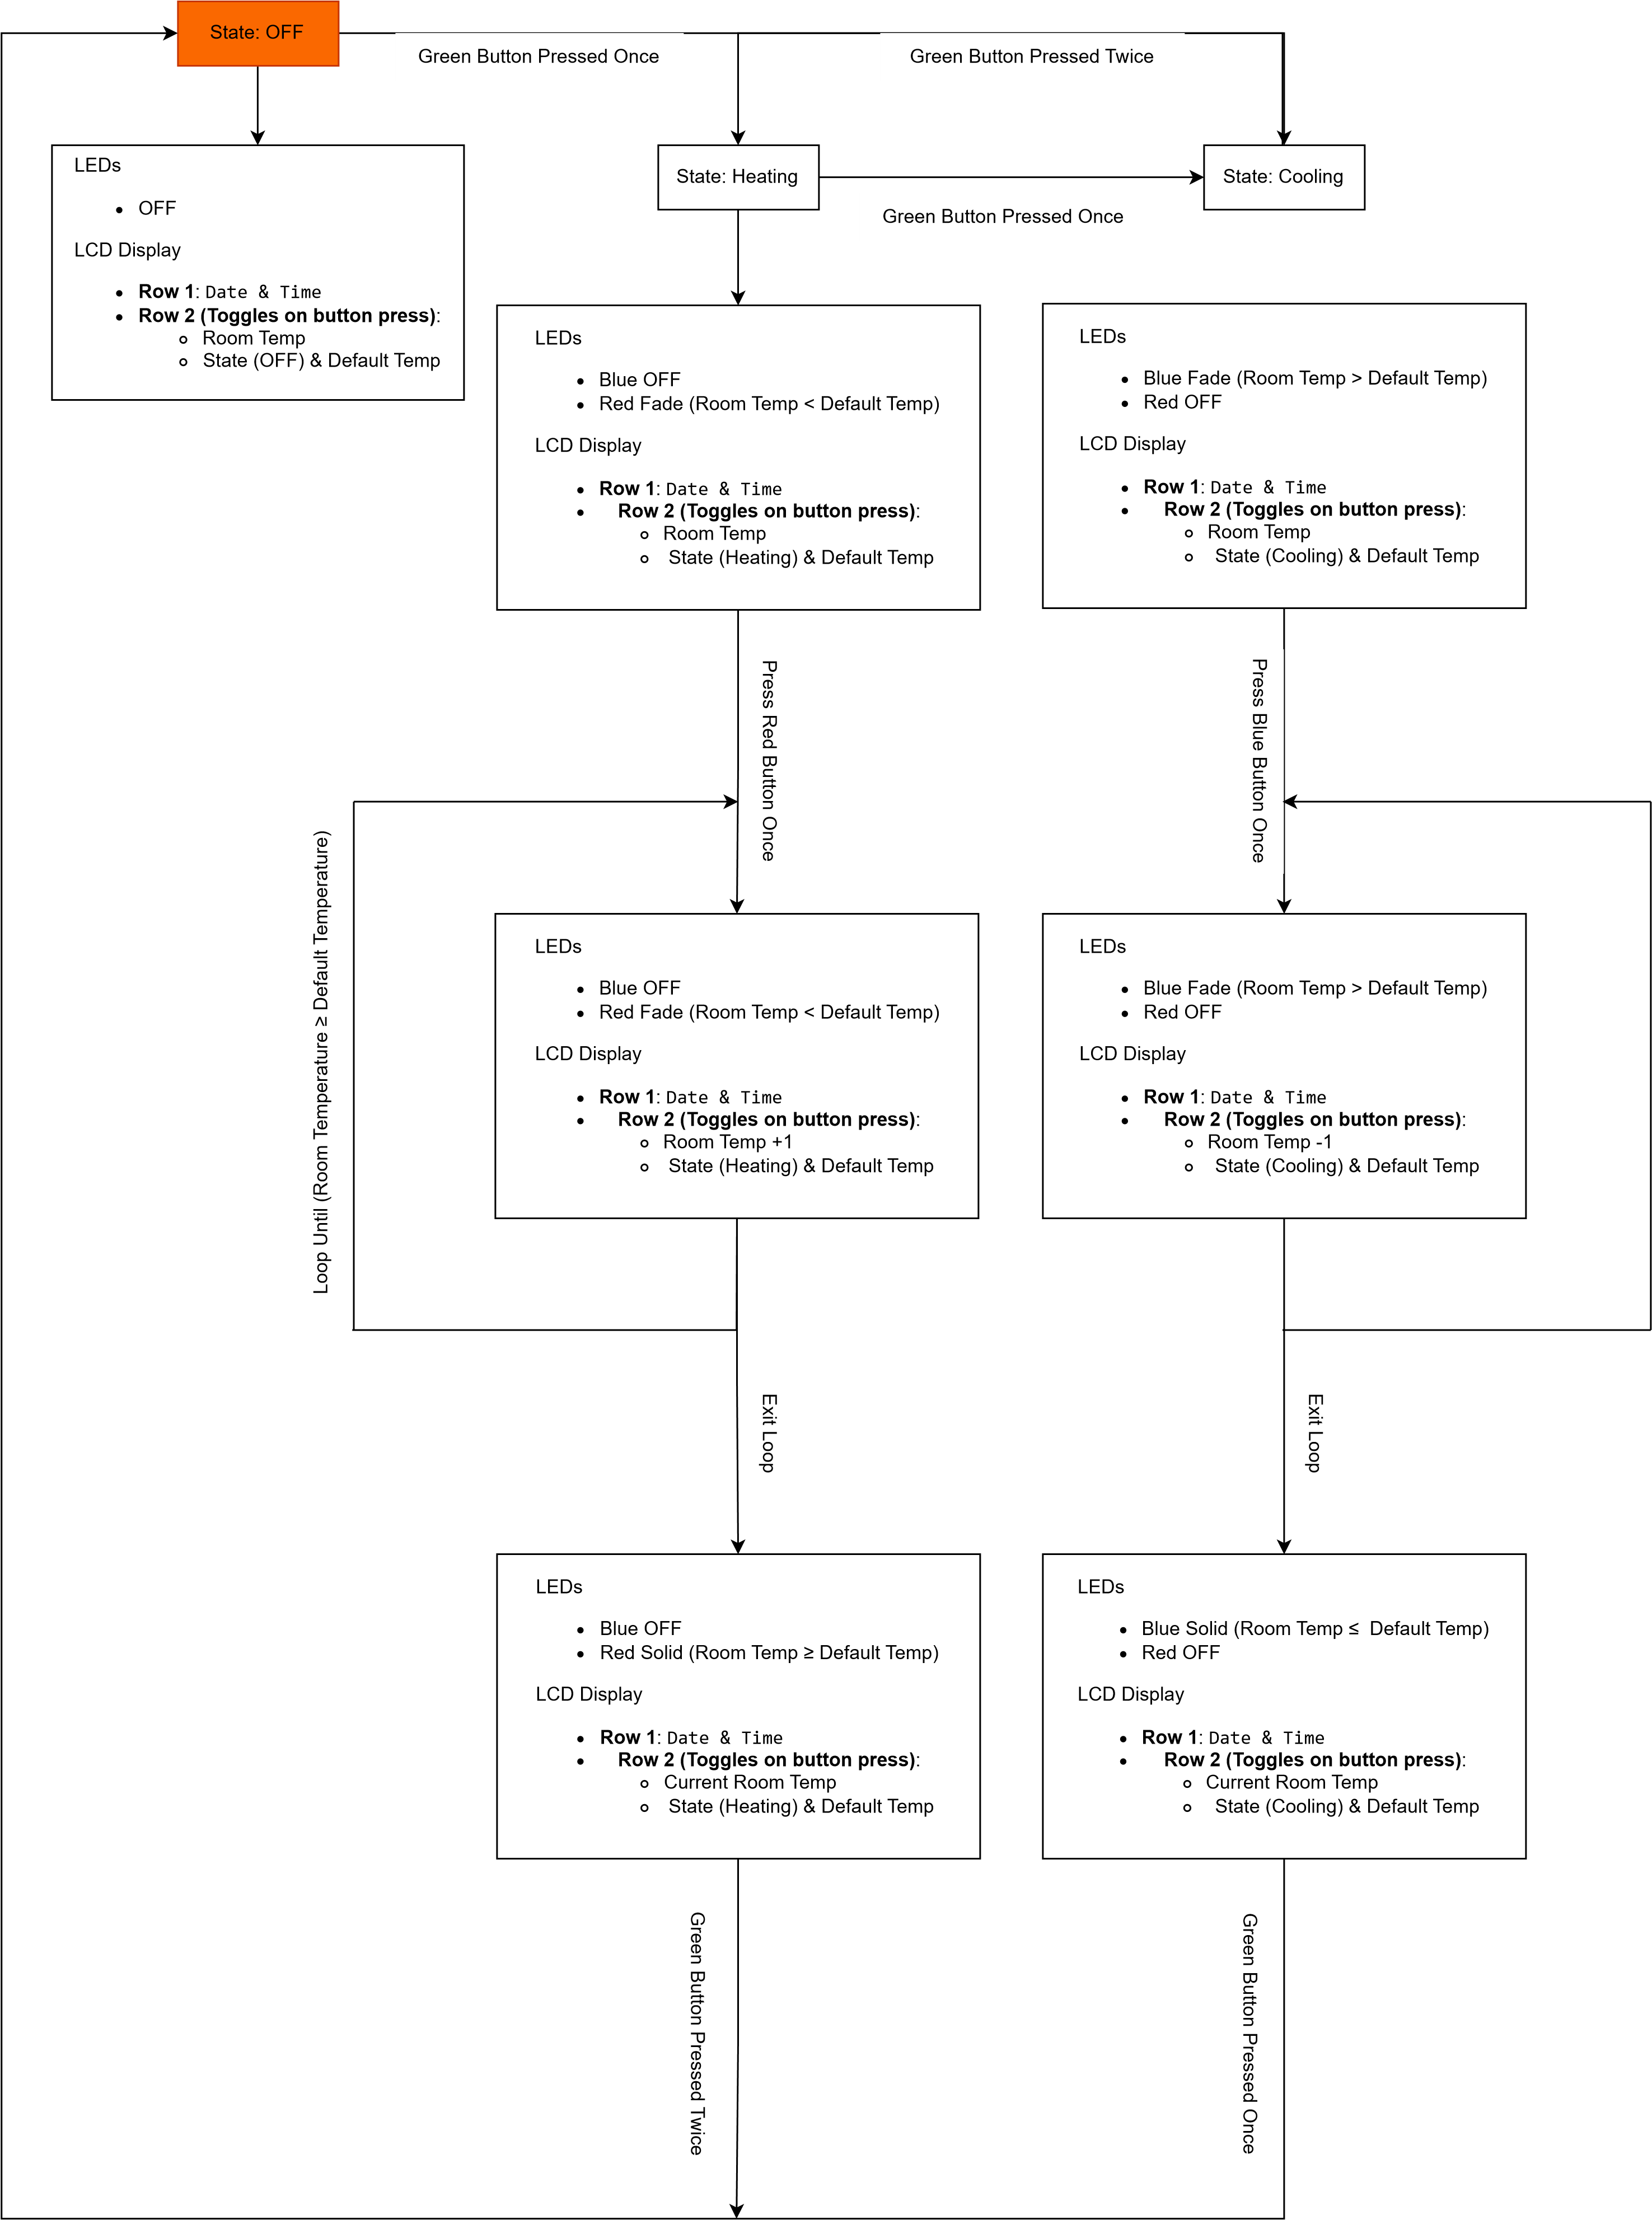 State: OFF
Green Button Pressed Once
Green Button Pressed Twice
LEDs
OFF
LCD Display
Row 1: Date & Time
Row 2 (Toggles on button press):
Room Temp
State (OFF) & Default Temp
State: Heating
Green Button Pressed Once
State: Cooling
LEDs
Blue OFF
Red Fade (Room Temp < Default Temp)
LCD Display
Row 1: Date & Time
Row 2 (Toggles on button press):
Room Temp
State (Heating) & Default Temp
LEDs
Blue Fade (Room Temp > Default Temp)
Red OFF
LCD Display
Row 1: Date & Time
Row 2 (Toggles on button press):
Room Temp
State (Cooling) & Default Temp
Press Red Button Once
Press Blue Button Once
Loop Until (Room Temperature ≥ Default Temperature)
LEDs
Blue OFF
Red Fade (Room Temp < Default Temp)
LCD Display
Row 1: Date & Time
Row 2 (Toggles on button press):
Room Temp +1
State (Heating) & Default Temp
LEDs
Blue Fade (Room Temp > Default Temp)
Red OFF
LCD Display
Row 1: Date & Time
Row 2 (Toggles on button press):
Room Temp -1
State (Cooling) & Default Temp
Exit Loop
Exit Loop
LEDs
Blue OFF
Red Solid (Room Temp ≥ Default Temp)
LCD Display
Row 1: Date & Time
Row 2 (Toggles on button press):
Current Room Temp
State (Heating) & Default Temp
LEDs
Blue Solid (Room Temp ≤ Default Temp)
Red OFF
LCD Display
Row 1: Date & Time
Row 2 (Toggles on button press):
Current Room Temp
State (Cooling) & Default Temp
Green Button Pressed Twice
Green Button Pressed Once